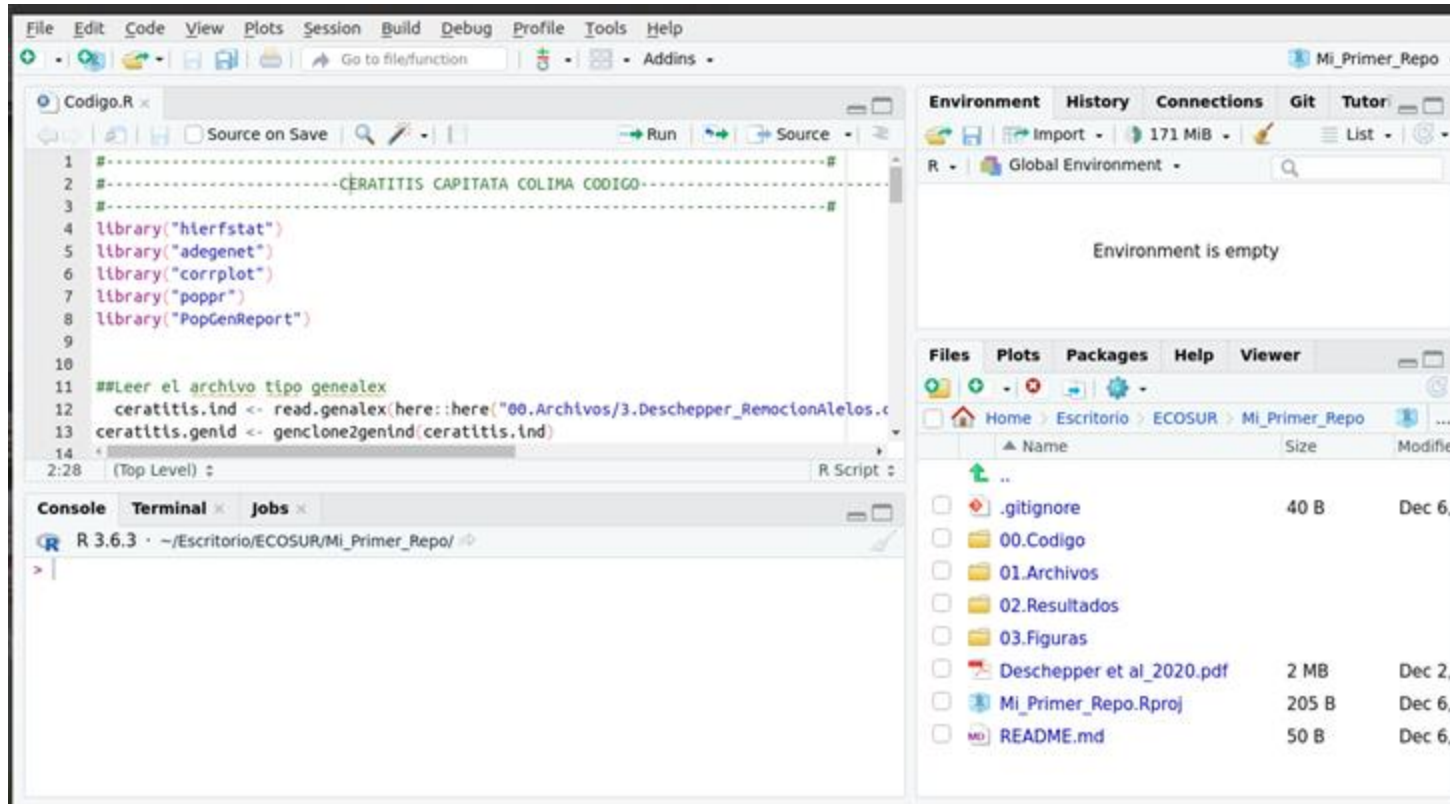 File Edit Code View Plots Session Build Debug Profile Tools Help
Go to file/function Addins Mi_Primer_Repo
Codigo.R
Source on Save Run Source
1 #--------------------------------------------------------------------------------#
2 #--------------------------CERATITIS CAPITATA COLIMA CODIGO----------------------------
3 #--------------------------------------------------------------------------------#
4 library("hierfstat")
5 library("adegenet")
6 library("corrplot")
7 library("poppr")
8 library("PopGenReport")
9
10
11 ##Leer el archivo tipo genealex
12 ceratitis.ind <- read.genalex(here::here("00.Archivos/3.Deschepper_RemocionAlelos.c
13 ceratitis.genid <- genclone2genind(ceratitis.ind)
14
2:28 (Top Level) R Script
Console Terminal Jobs
R 3.6.3 · ~/Escritorio/ECOSUR/Mi_Primer_Repo/
>
Environment History Connections Git Tutori
Import 171 MiB List
R Global Environment
Environment is empty
Files Plots Packages Help Viewer
Home Escritorio ECOSUR Mi_Primer_Repo ...
Name Size Modifie
..
.gitignore 40 B Dec 6,
00.Codigo
01.Archivos
02.Resultados
03.Figuras
Deschepper et al_2020.pdf 2 MB Dec 2,
Mi_Primer_Repo.Rproj 205 B Dec 6,
README.md 50 B Dec 6,